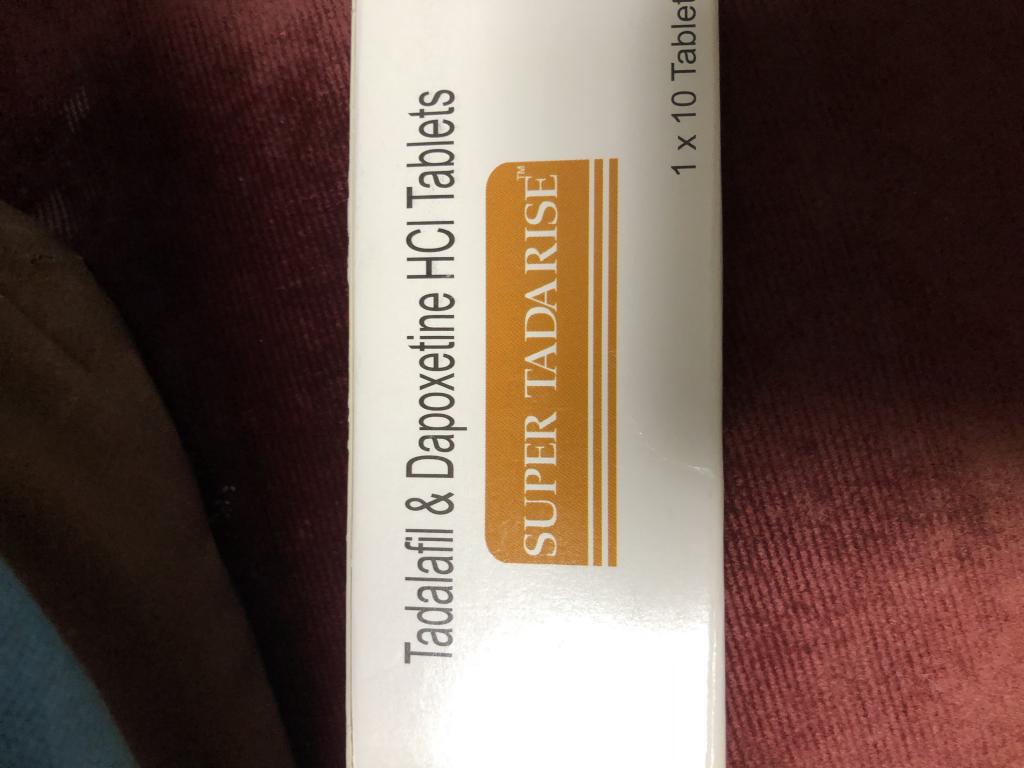 Tadalafil & Dapoxetine HCl Tablets
SUPER TADARISE™
1 x 10 Tablet